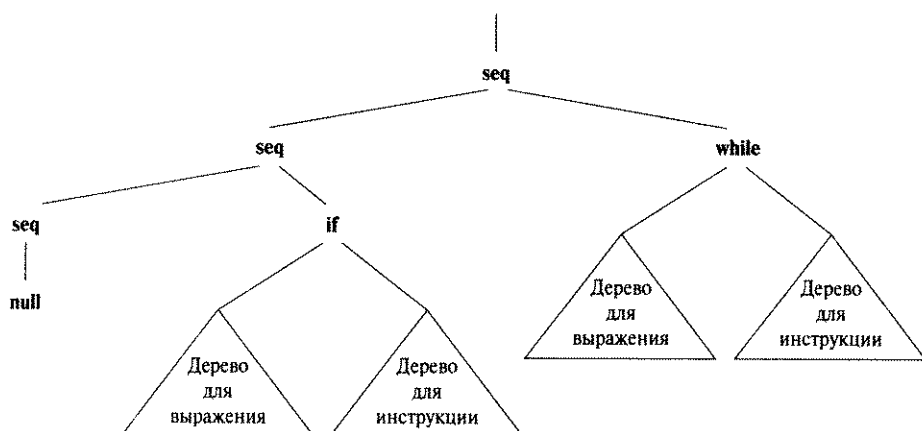 seq
seq
while
seq
if
null
Дерево
для
выражения
Дерево
для
инструкции
Дерево
для
выражения
Дерево
для
инструкции